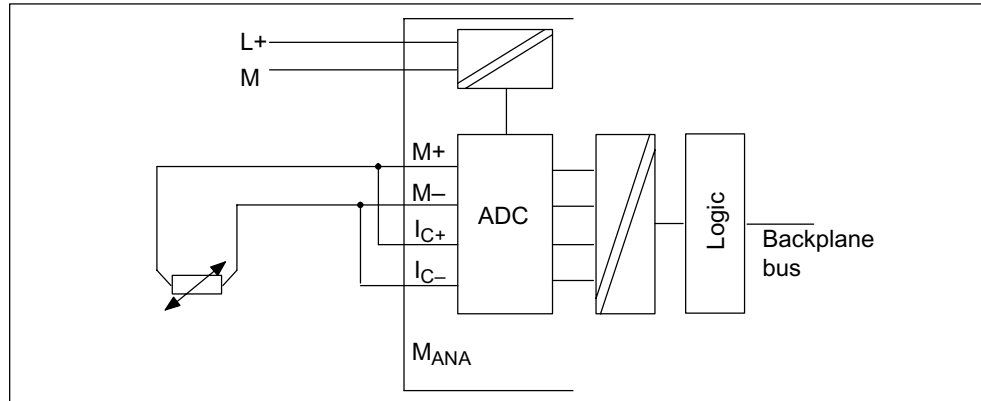 L+
M
M+
M–
IC+
IC–
ADC
Logic
Backplane
bus
MANA